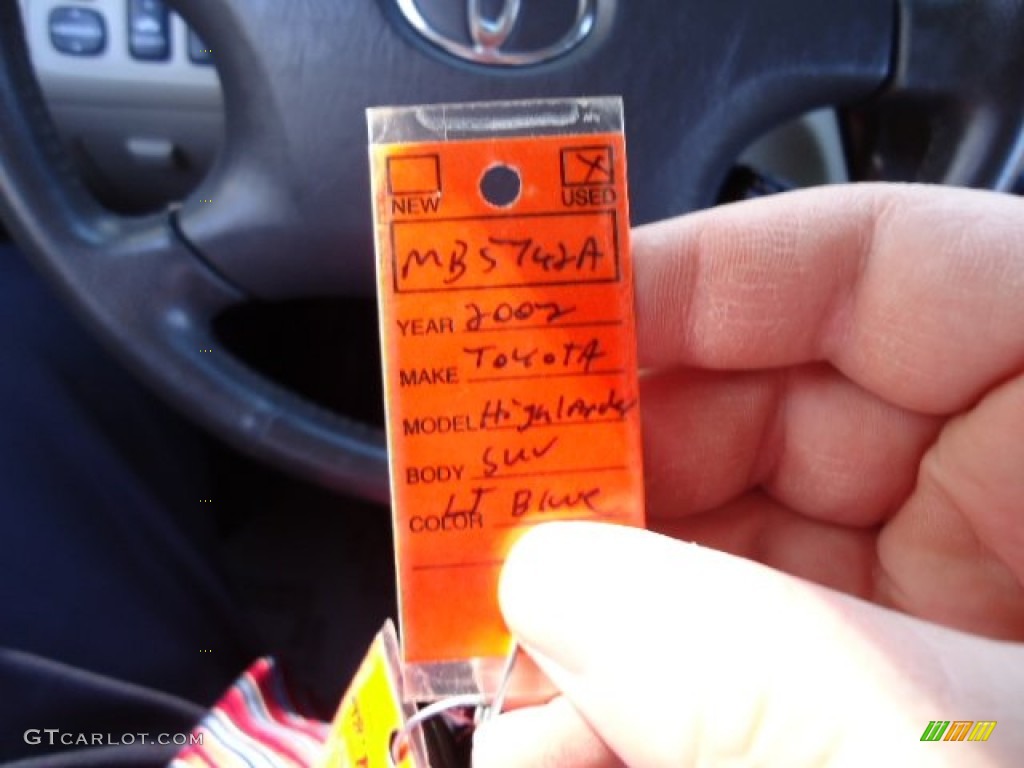 NEW X USED
MB5742A
YEAR 2002
MAKE TOYOTA
MODEL Highlander
BODY SUV
COLOR LT Blue
GTCARLOT.COM